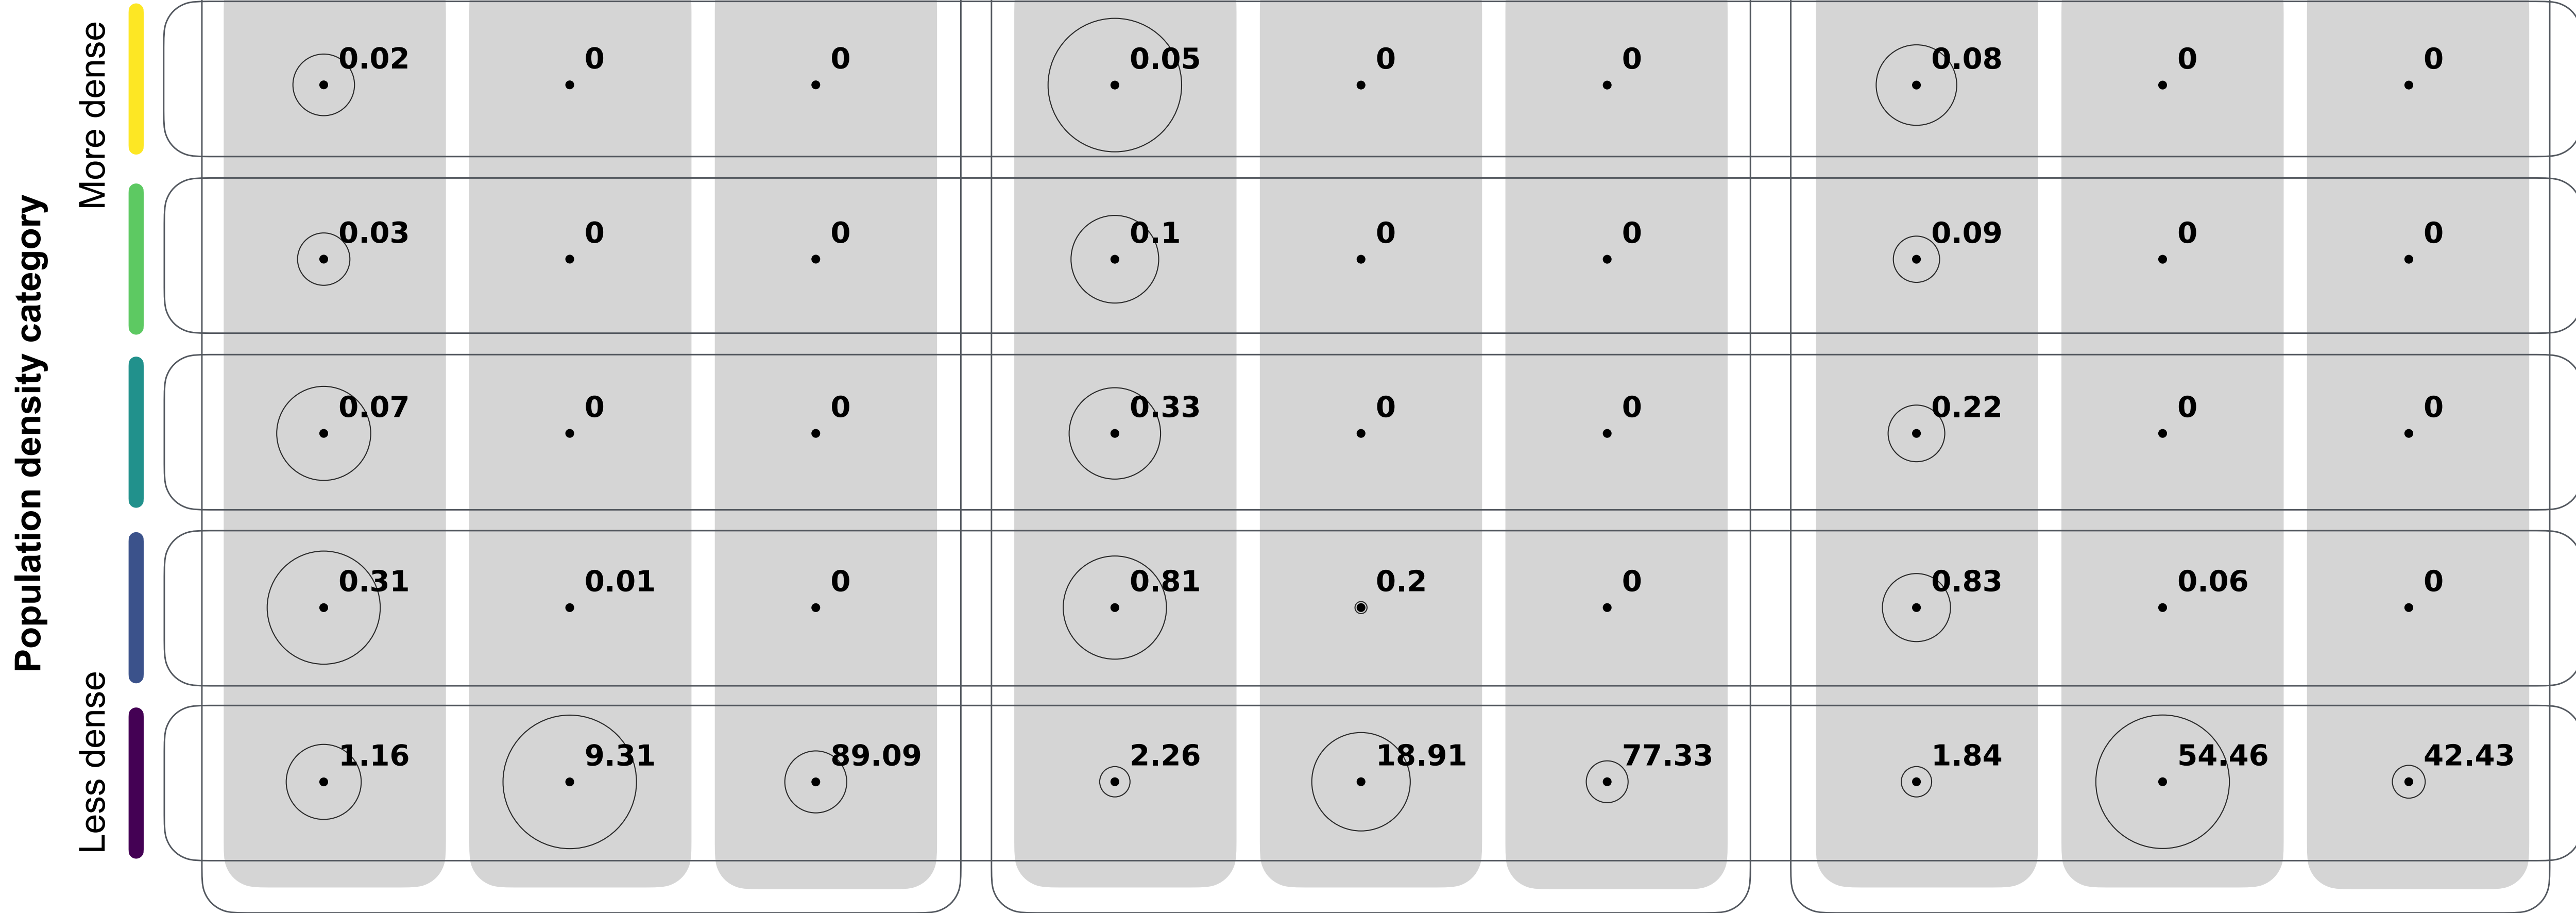 Population density category
More dense
Less dense
0.02 0 0 0.05 0 0 0.08 0 0
0.03 0 0 0.1 0 0 0.09 0 0
0.07 0 0 0.33 0 0 0.22 0 0
0.31 0.01 0 0.81 0.2 0 0.83 0.06 0
1.16 9.31 89.09 2.26 18.91 77.33 1.84 54.46 42.43